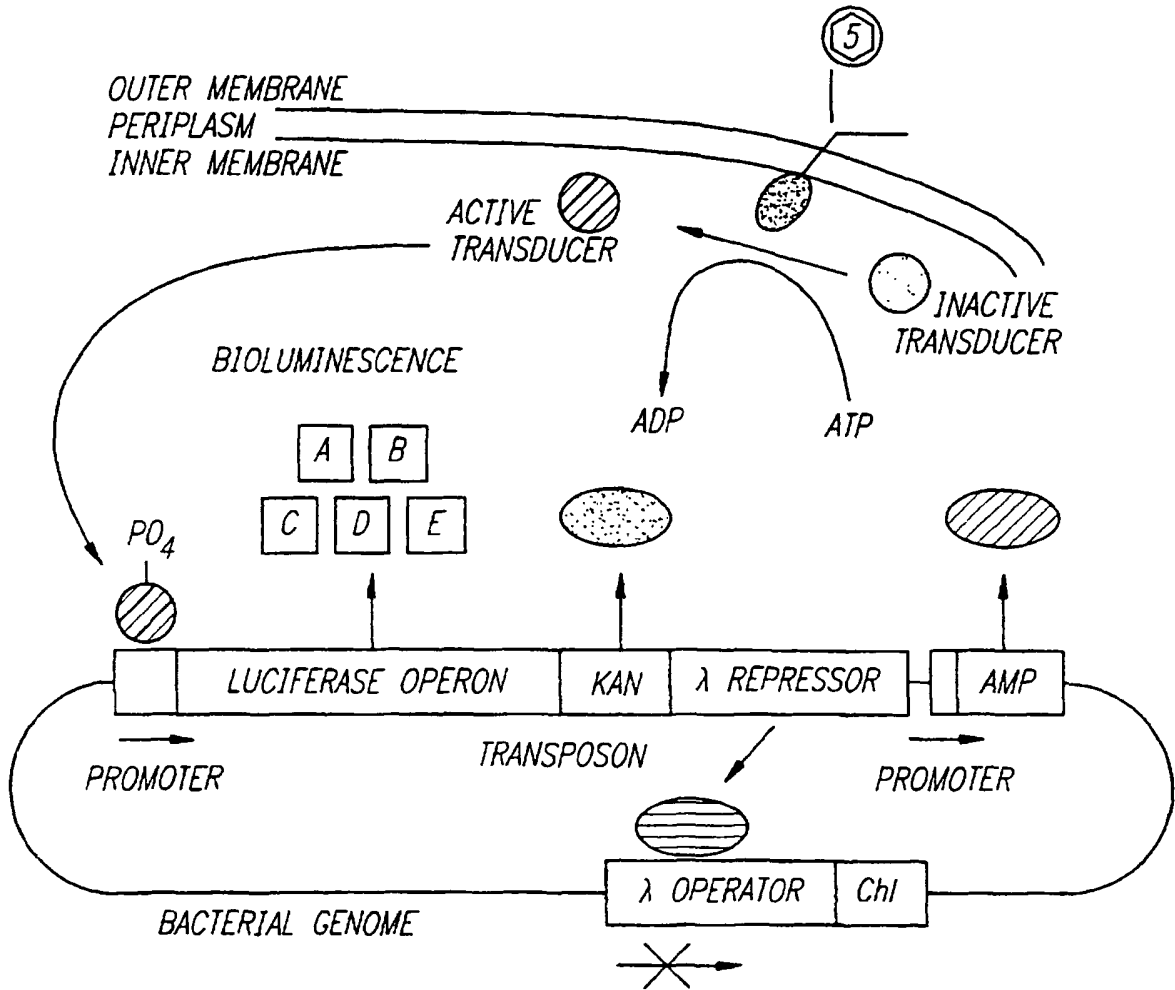 5
OUTER MEMBRANE
PERIPLASM
INNER MEMBRANE
ACTIVE
TRANSDUCER
INACTIVE
TRANSDUCER
BIOLUMINESCENCE
ADP
ATP
A
B
C
D
E
PO4
LUCIFERASE OPERON
KAN
λ REPRESSOR
AMP
PROMOTER
TRANSPOSON
PROMOTER
λ OPERATOR
Chl
BACTERIAL GENOME